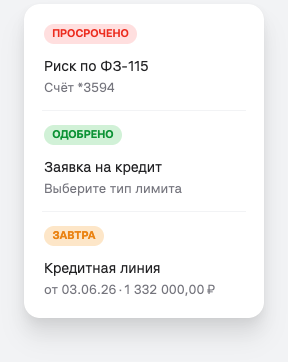 ПРОСРОЧЕНО
Риск по ФЗ-115
Счёт *3594
ОДОБРЕНО
Заявка на кредит
Выберите тип лимита
ЗАВТРА
Кредитная линия
от 03.06.26 · 1 332 000,00 ₽